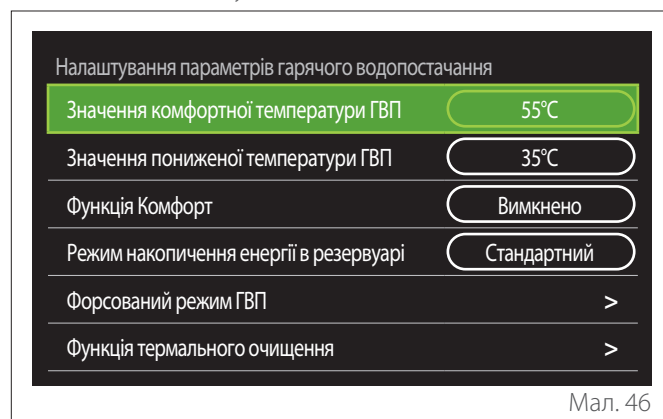 Налаштування параметрів гарячого водопостачання
Значення комфортної температури ГВП 55°C
Значення пониженої температури ГВП 35°C
Функція Комфорт Вимкнено
Режим накопичення енергії в резервуарі Стандартний
Форсований режим ГВП >
Функція термального очищення >
Мал. 46